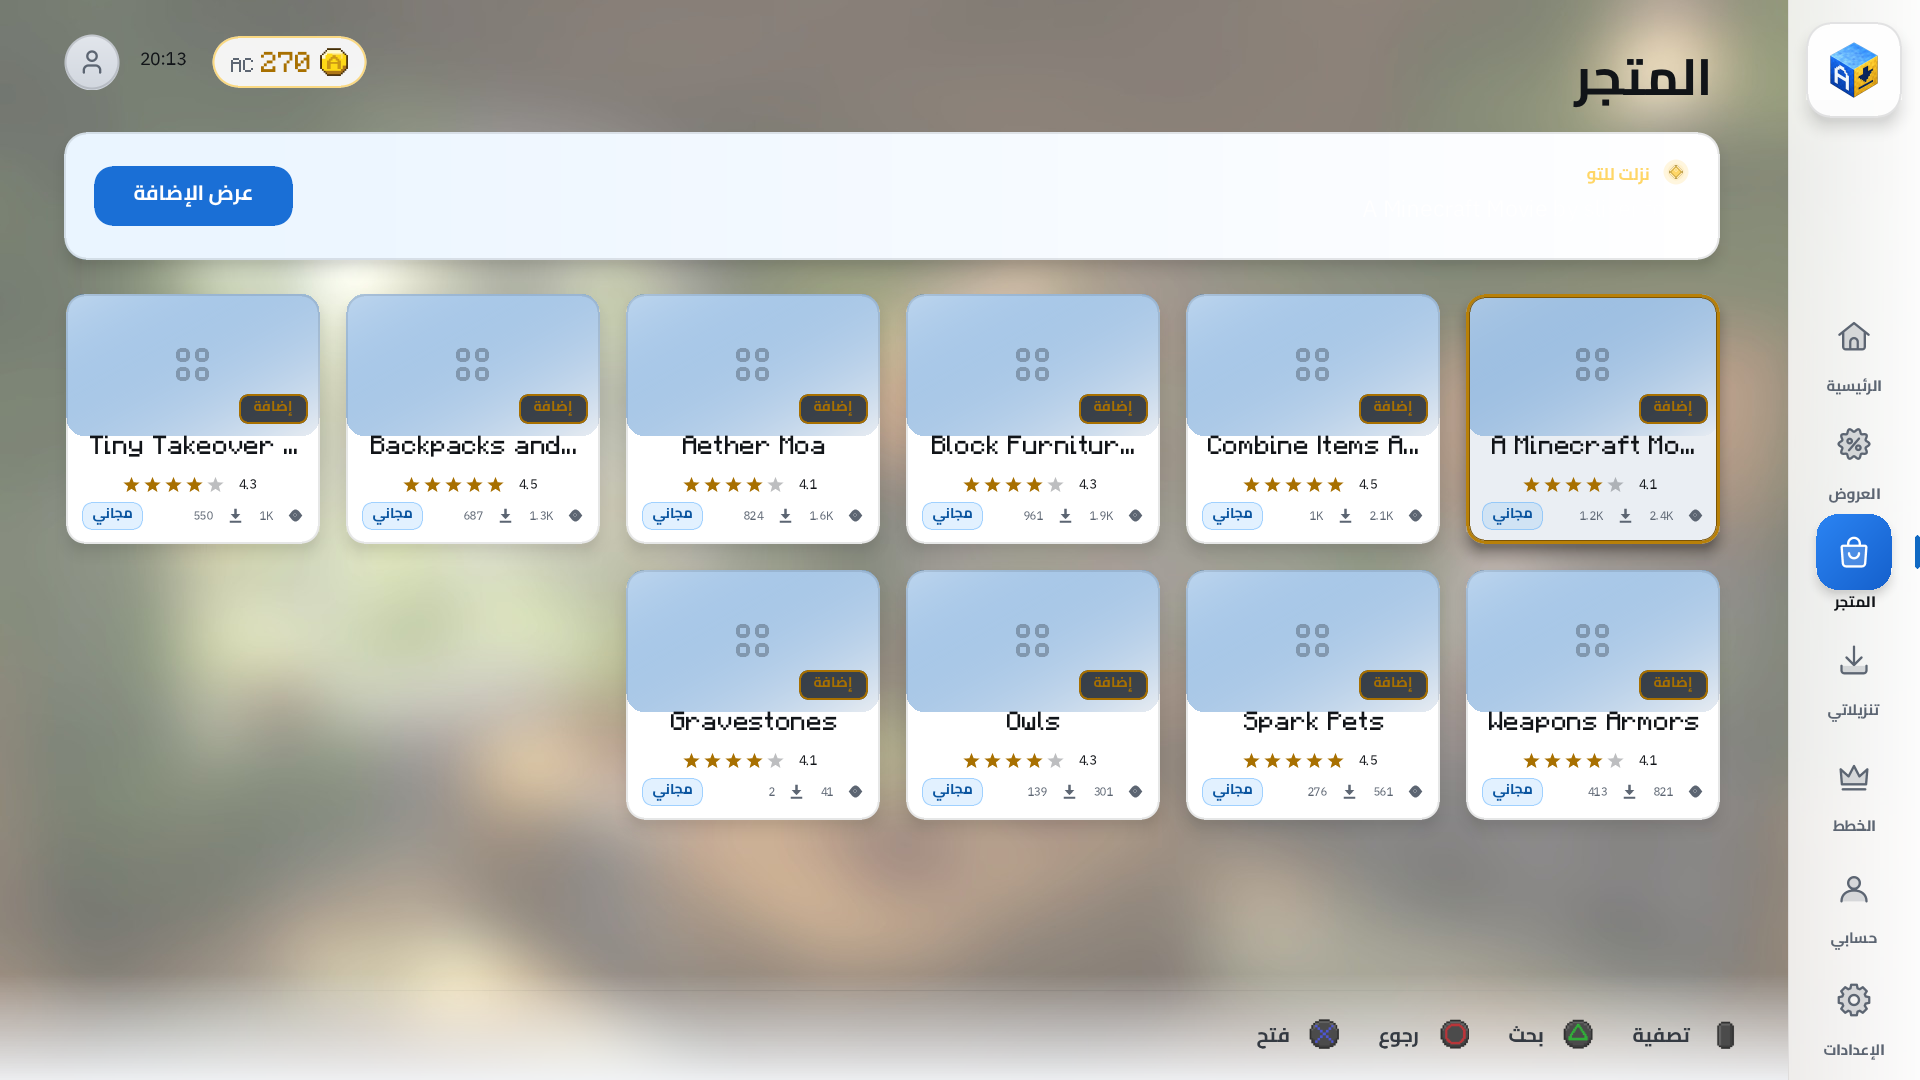 المتجر
AC 270
20:13
نزلت للتو
عرض الإضافة
إضافة
A Minecraft Mo...
4.1
2.4K 1.2K مجاني
إضافة
Combine Items A...
4.5
2.1K 1K مجاني
إضافة
Block Furnitur...
4.3
1.9K 961 مجاني
إضافة
Aether Moa
4.1
1.6K 824 مجاني
إضافة
Backpacks and...
4.5
1.3K 687 مجاني
إضافة
Tiny Takeover ...
4.3
1K 550 مجاني
إضافة
Weapons Armors
4.1
821 413 مجاني
إضافة
Spark Pets
4.5
561 276 مجاني
إضافة
Owls
4.3
301 139 مجاني
إضافة
Gravestones
4.1
41 2 مجاني
الرئيسية
العروض
المتجر
تنزيلاتي
الخطط
حسابي
الإعدادات
تصفية
بحث
رجوع
فتح